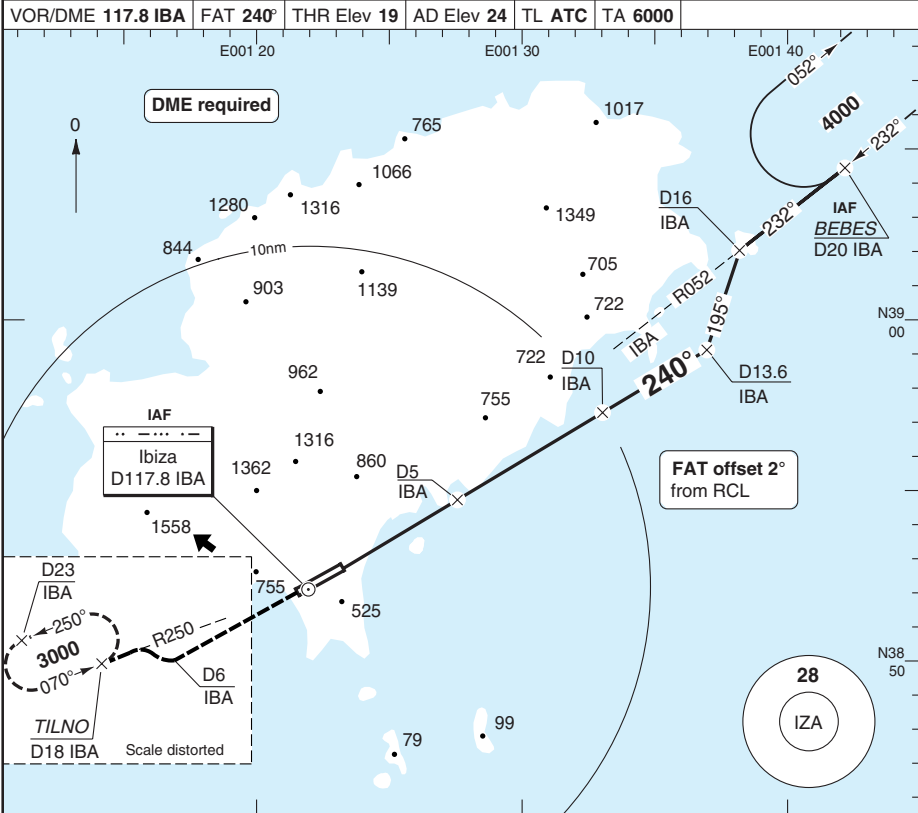 VOR/DME 117.8 IBA FAT 240° THR Elev 19 AD Elev 24 TL ATC TA 6000
E001 20 E001 30 E001 40
DME required
0
052°
4000
232°
1017
765
1066
1316
1280
1349
844
10nm
D16
IBA
232°
IAF
BEBES
D20 IBA
903
1139
705
R052
IBA
195°
722
N39
00
722
D10
IBA
240°
D13.6
IBA
962
755
IAF
Ibiza
D117.8 IBA
1316
1362
860
D5
IBA
FAT offset 2°
from RCL
1558
D23
IBA
755
525
250°
3000
070°
R250
D6
IBA
TILNO
D18 IBA
Scale distorted
N38
50
28
IZA
99
79